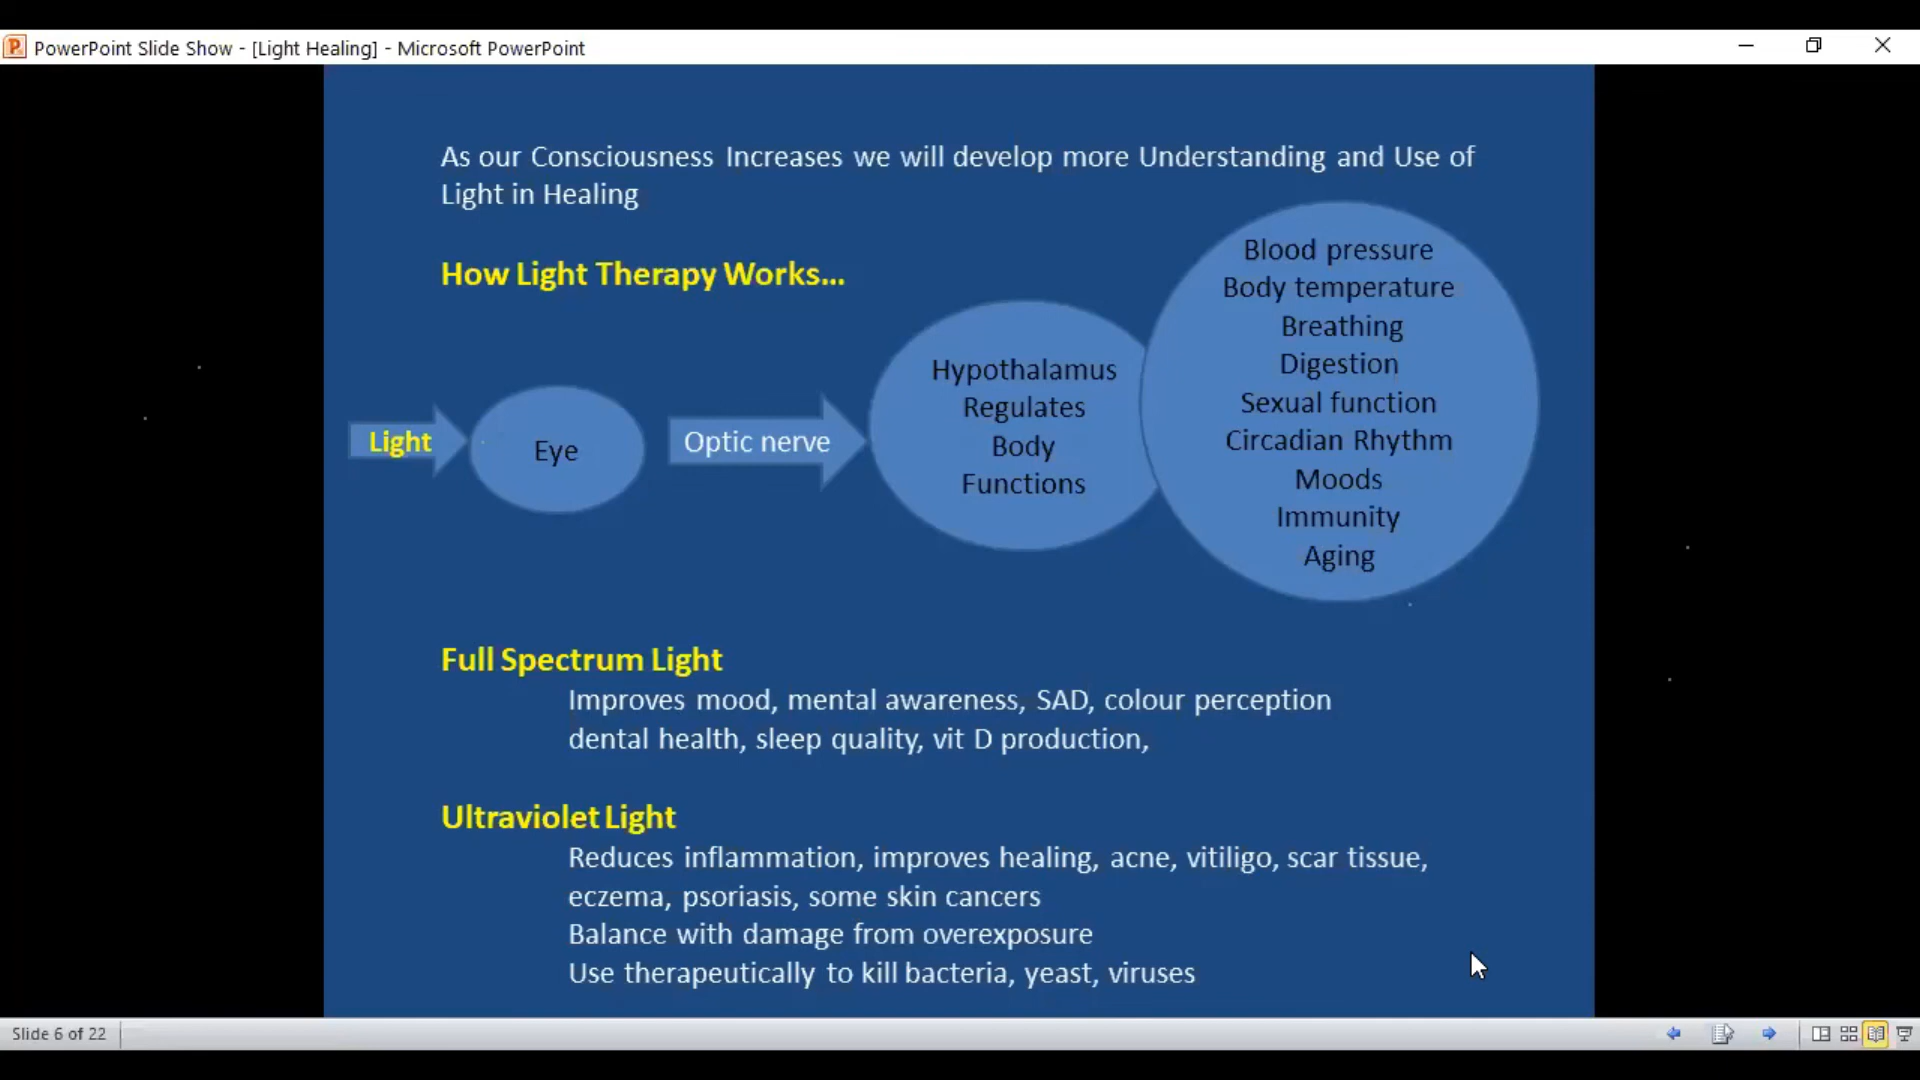 PowerPoint Slide Show - [Light Healing] - Microsoft PowerPoint
As our Consciousness Increases we will develop more Understanding and Use of
Light in Healing
How Light Therapy Works...
Light
Eye
Optic nerve
Hypothalamus
Regulates
Body
Functions
Blood pressure
Body temperature
Breathing
Digestion
Sexual function
Circadian Rhythm
Moods
Immunity
Aging
Full Spectrum Light
Improves mood, mental awareness, SAD, colour perception
dental health, sleep quality, vit D production,
Ultraviolet Light
Reduces inflammation, improves healing, acne, vitiligo, scar tissue,
eczema, psoriasis, some skin cancers
Balance with damage from overexposure
Use therapeutically to kill bacteria, yeast, viruses
Slide 6 of 22